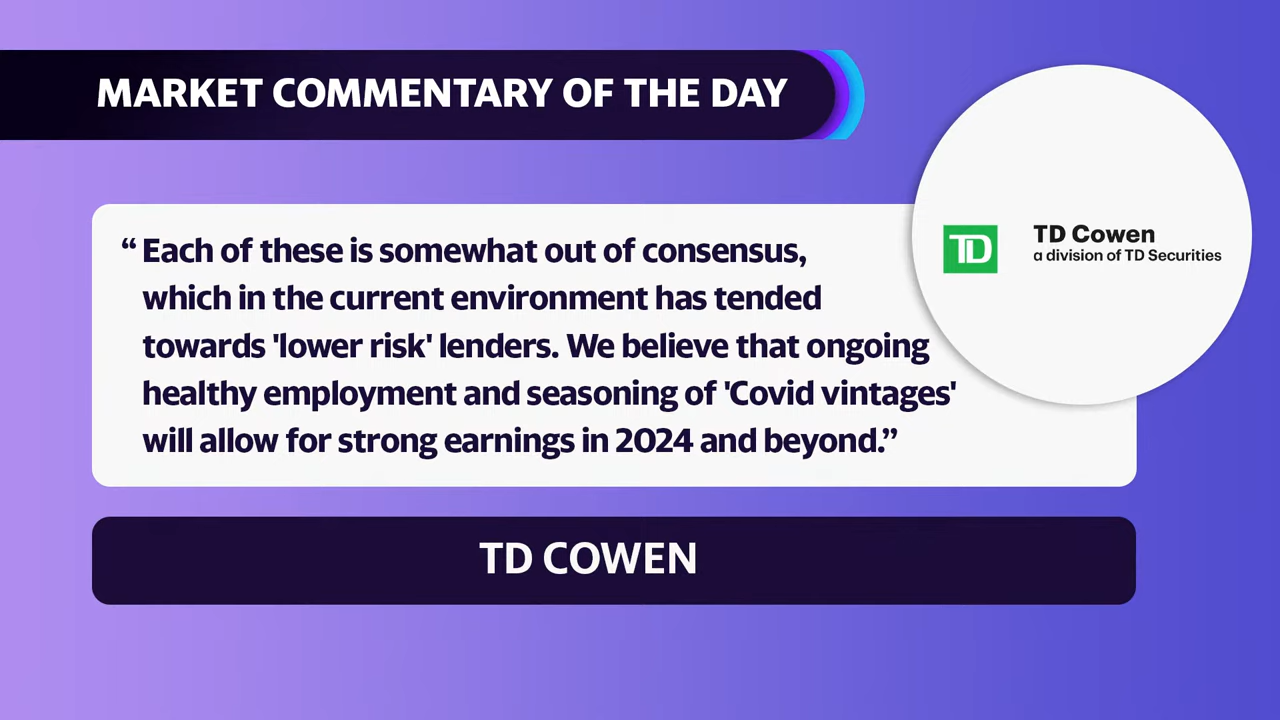 MARKET COMMENTARY OF THE DAY
TD
TD Cowen
a division of TD Securities
“ Each of these is somewhat out of consensus,
which in the current environment has tended
towards 'lower risk' lenders. We believe that ongoing
healthy employment and seasoning of 'Covid vintages'
will allow for strong earnings in 2024 and beyond.”
TD COWEN